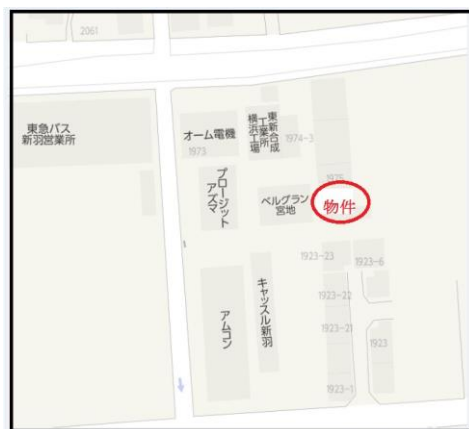 2061
東急バス
新羽営業所
オーム電機
1973
東新合成
工業所
横浜工場
1974-3
プロージット
アズマ
1975
ベルグラン
宮地
物件
1923-23
1923-6
キャッスル新羽
アムコン
1923-22
1923-21
1923
1923-1